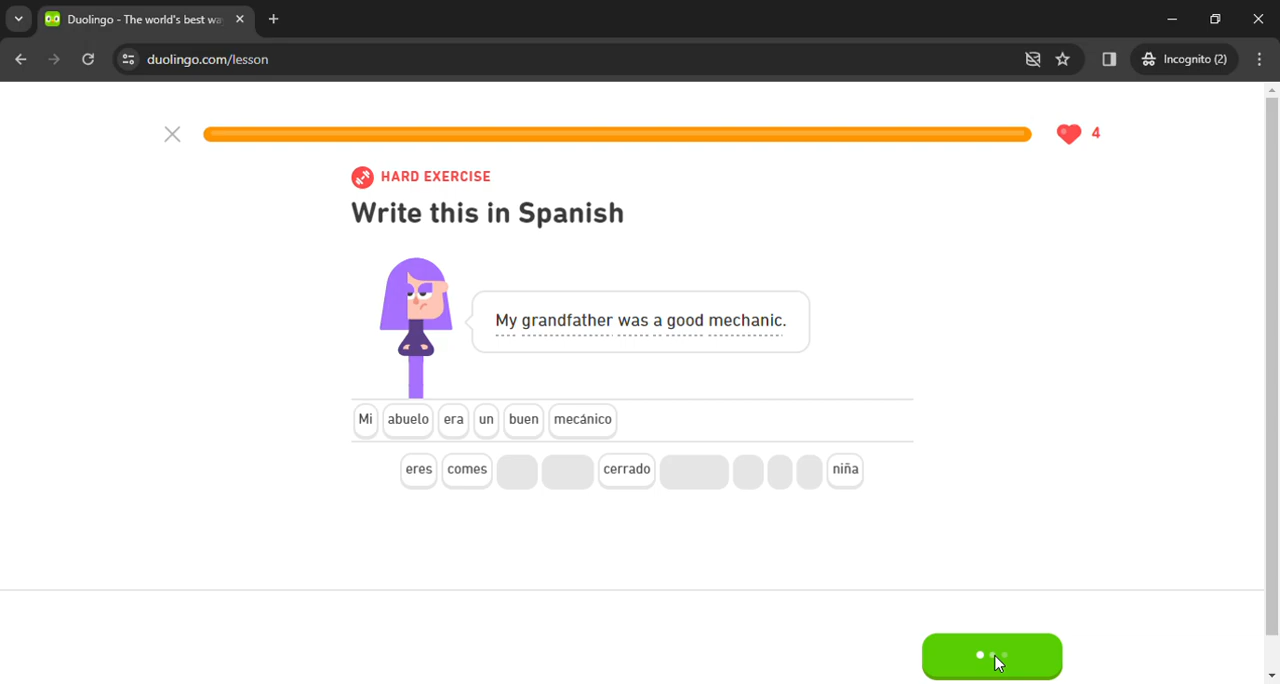 Duolingo - The world's best wa
duolingo.com/lesson
Incognito (2)
4
HARD EXERCISE
Write this in Spanish
My grandfather was a good mechanic.
Mi abuelo era un buen mecánico
eres comes cerrado niña